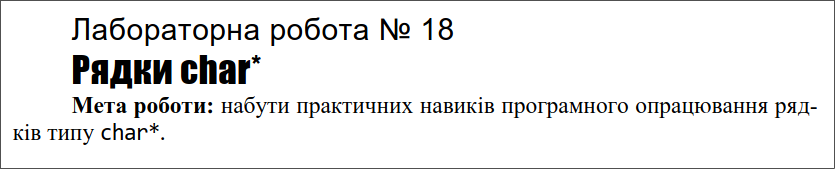 Лабораторна робота № 18
Рядки char*
Мета роботи: набути практичних навиків програмного опрацювання ряд-
ків типу char*.